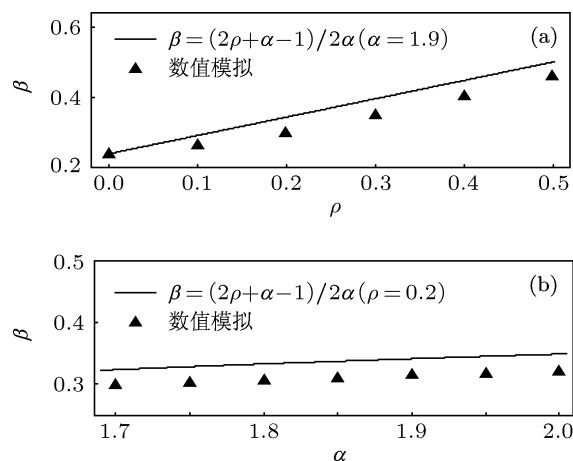 0.6
β=(2ρ+α−1)/2α(α=1.9)
(a)
数值模拟
β
0.4
0.2
0.0 0.1 0.2 0.3 0.4 0.5
ρ
0.5
β=(2ρ+α−1)/2α(ρ=0.2)
(b)
数值模拟
β
0.4
0.3
1.7 1.8 1.9 2.0
α